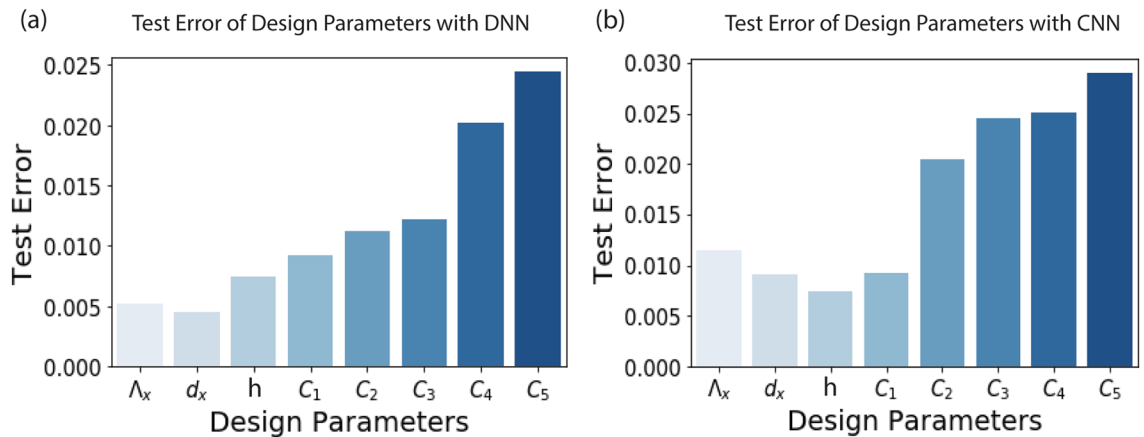 (a) Test Error of Design Parameters with DNN
Test Error
0.025
0.020
0.015
0.010
0.005
0.000
Λx dx h C1 C2 C3 C4 C5
Design Parameters
(b) Test Error of Design Parameters with CNN
Test Error
0.030
0.025
0.020
0.015
0.010
0.005
0.000
Λx dx h C1 C2 C3 C4 C5
Design Parameters